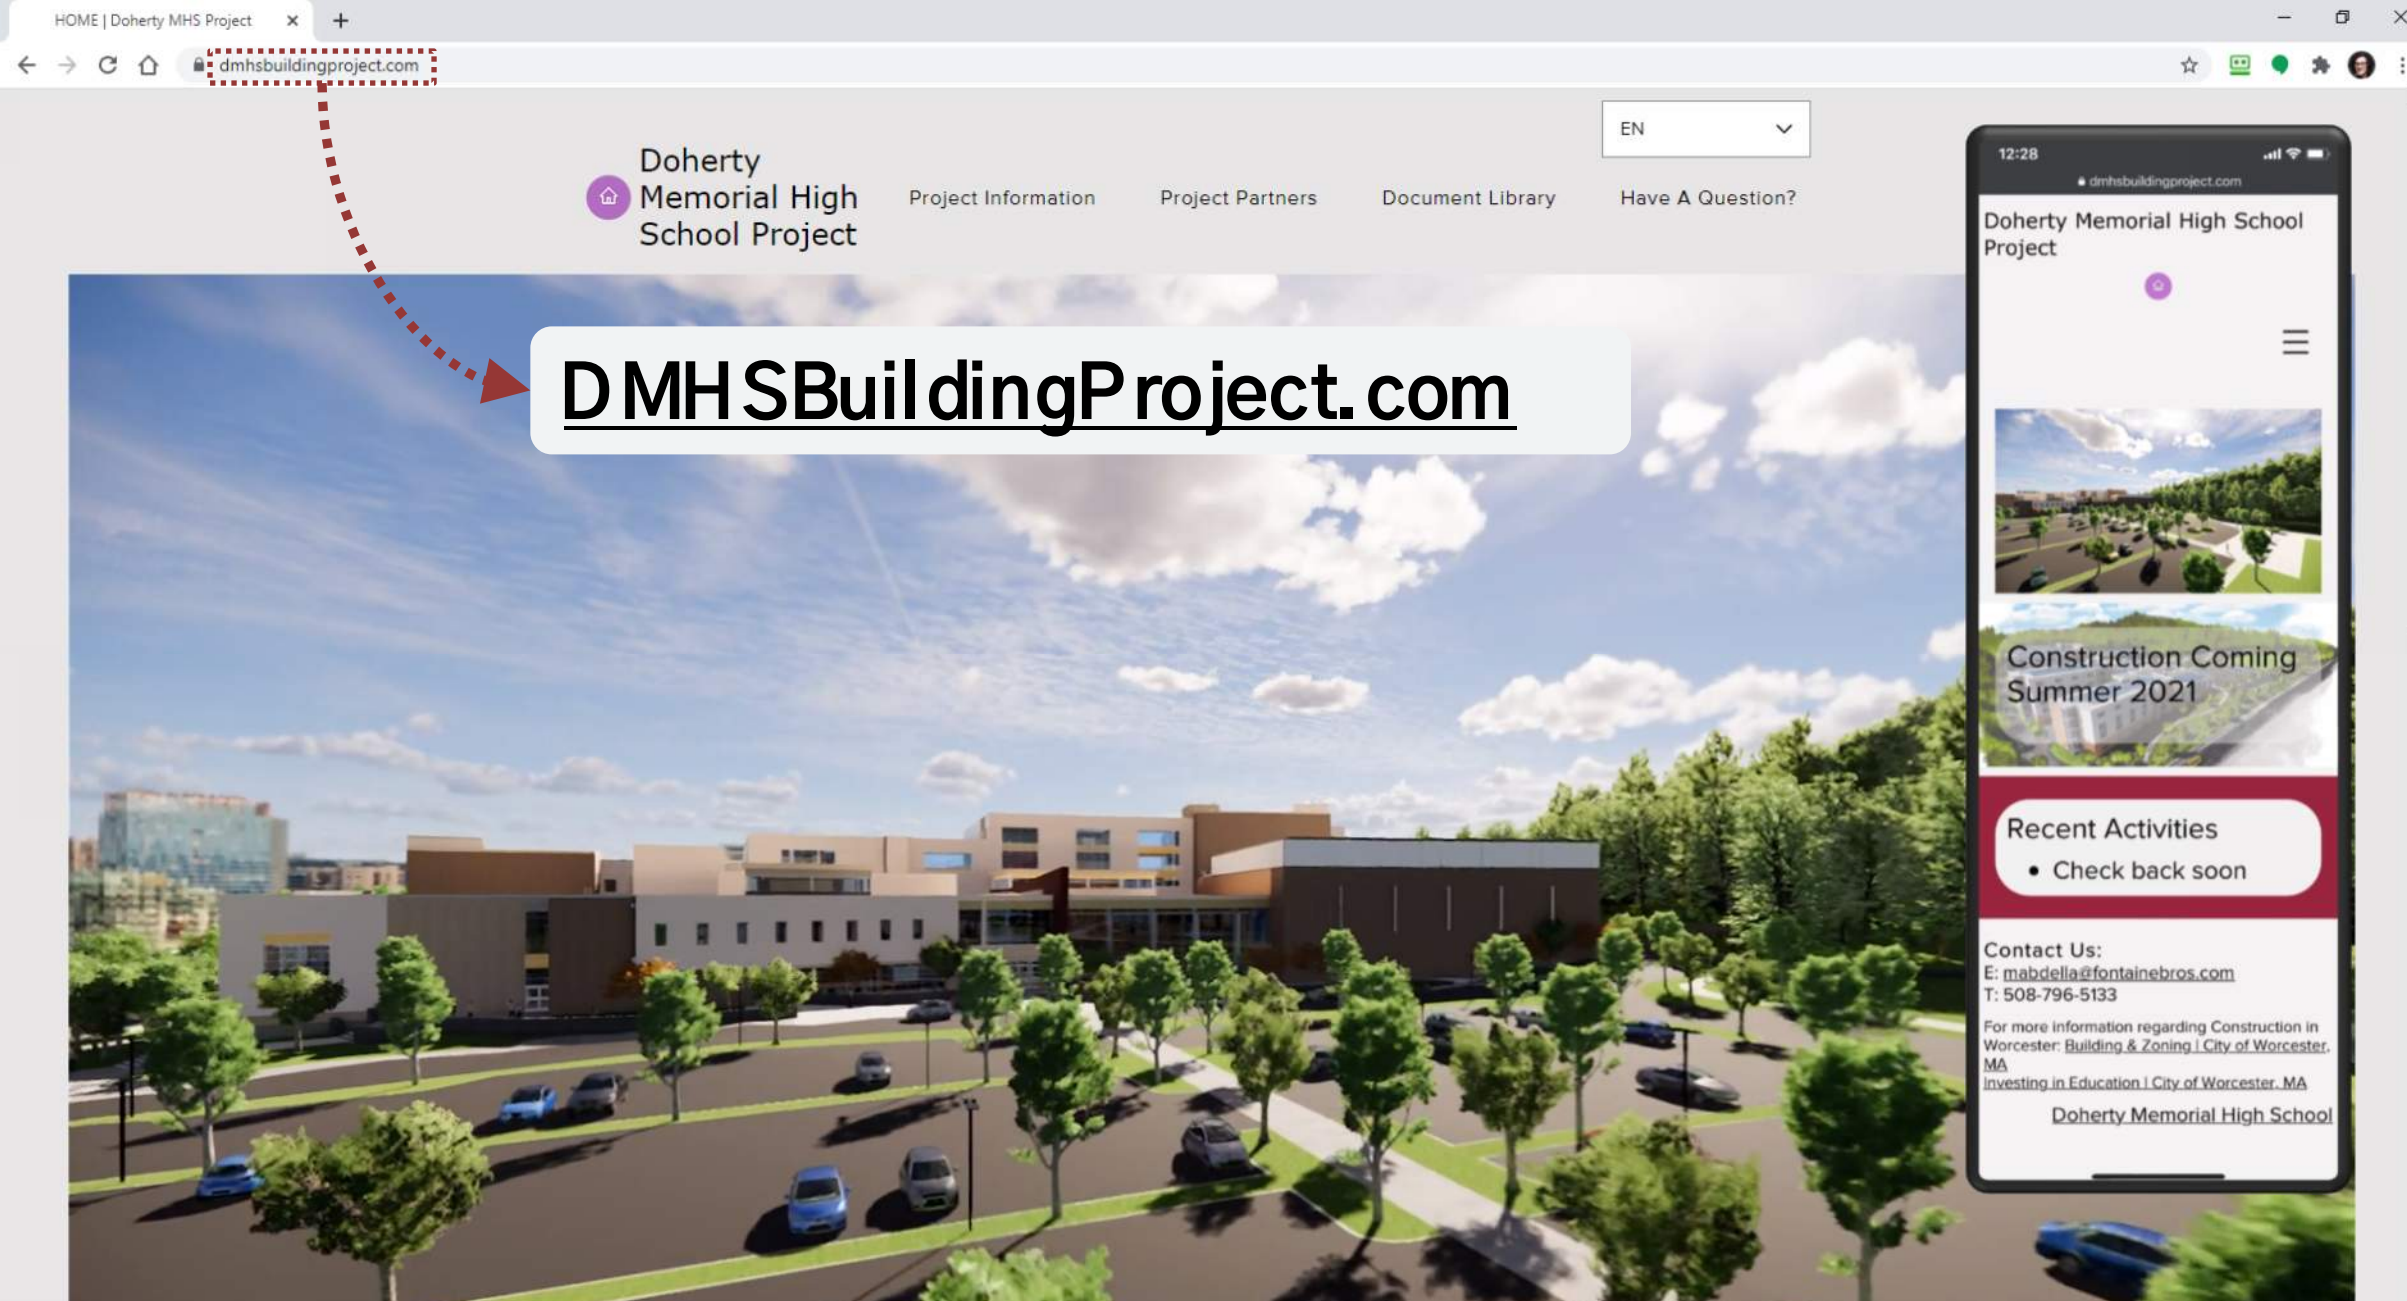 HOME | Doherty MHS Project
dmhsbuildingproject.com
EN
Doherty
Memorial High
School Project
Project Information
Project Partners
Document Library
Have A Question?
DMHSBuildingProject.com
12:28
dmhsbuildingproject.com
Doherty Memorial High School
Project
Construction Coming
Summer 2021
Recent Activities
• Check back soon
Contact Us:
E: mabdella@fontainebros.com
T: 508-796-5133
For more information regarding Construction in
Worcester: Building & Zoning | City of Worcester,
MA
Investing in Education | City of Worcester, MA
Doherty Memorial High School